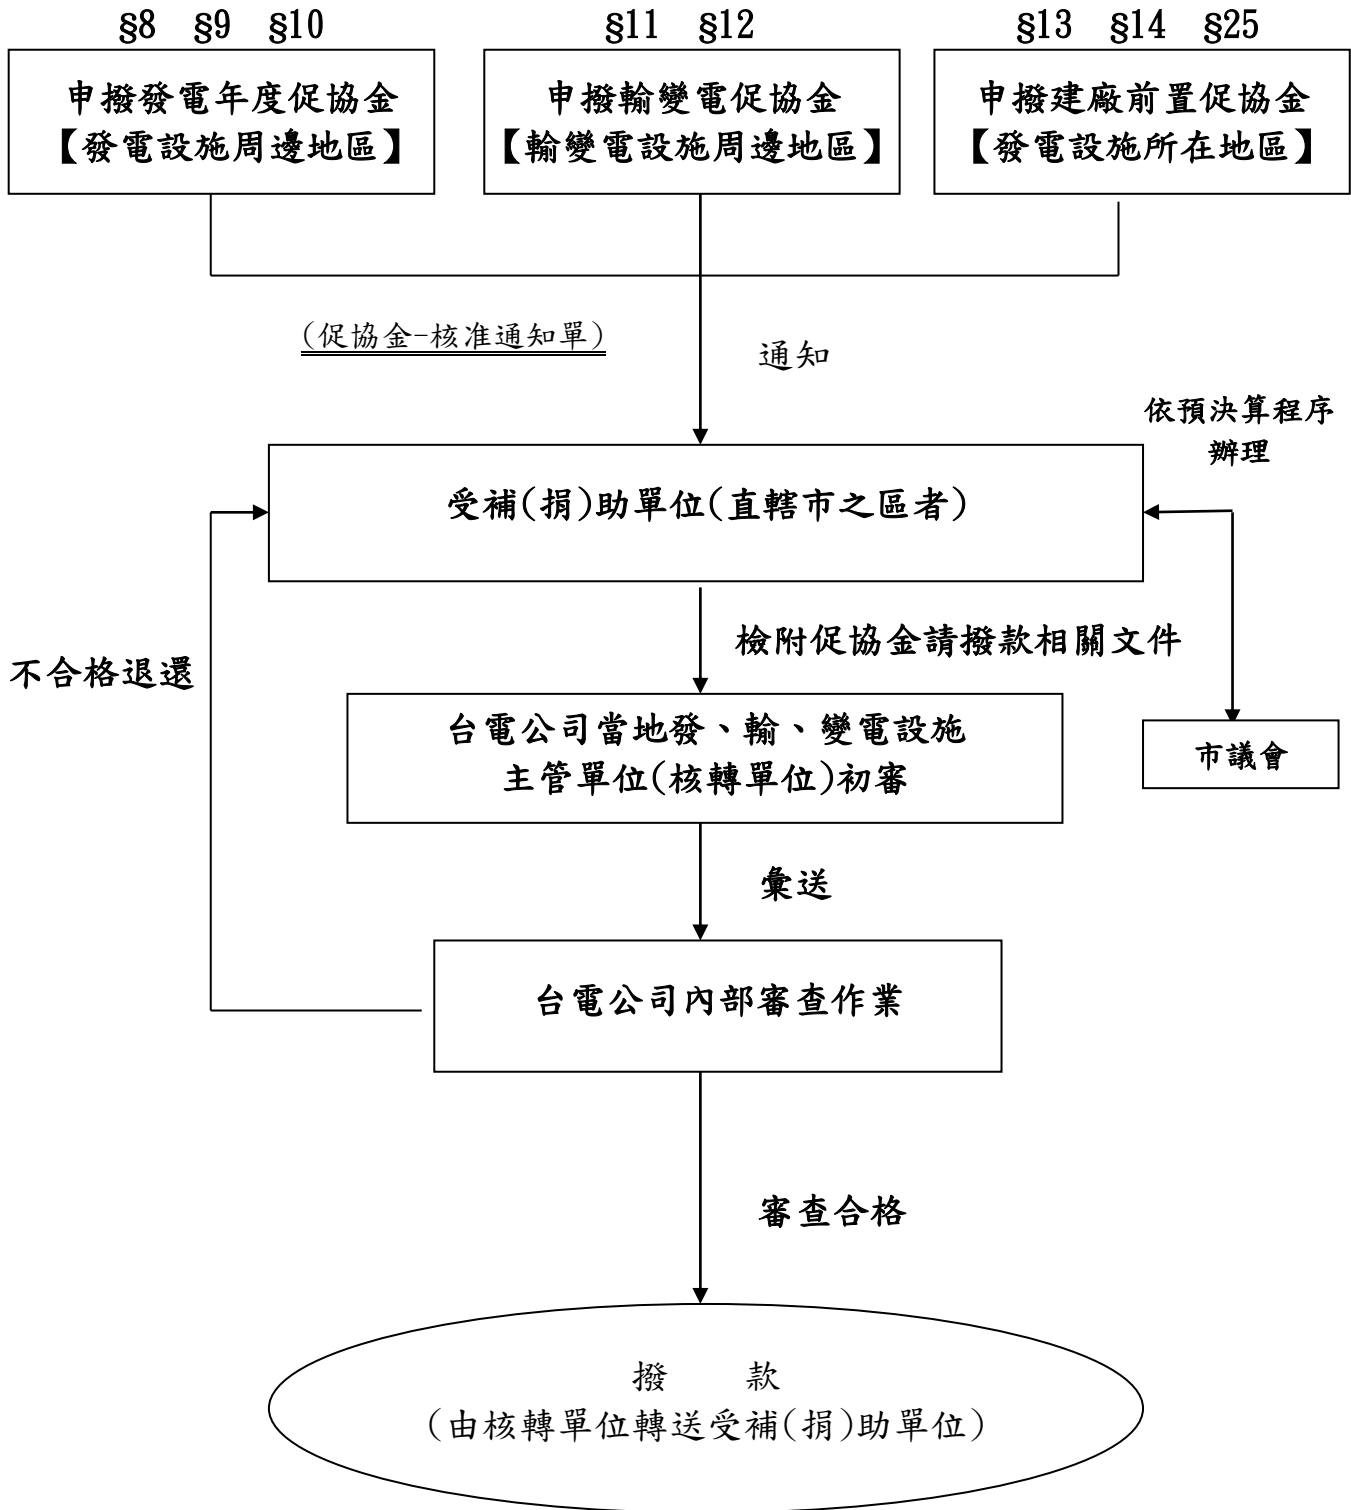 §8 §9 §10
§11 §12
§13 §14 §25
申撥發電年度促協金
【發電設施周邊地區】
申撥輸變電促協金
【輸變電設施周邊地區】
申撥建廠前置促協金
【發電設施所在地區】
(促協金-核准通知單)
通知
依預決算程序
辦理
受補(捐)助單位(直轄市之區者)
檢附促協金請撥款相關文件
不合格退還
台電公司當地發、輸、變電設施
主管單位(核轉單位)初審
市議會
彙送
台電公司內部審查作業
審查合格
撥 款
(由核轉單位轉送受補(捐)助單位)